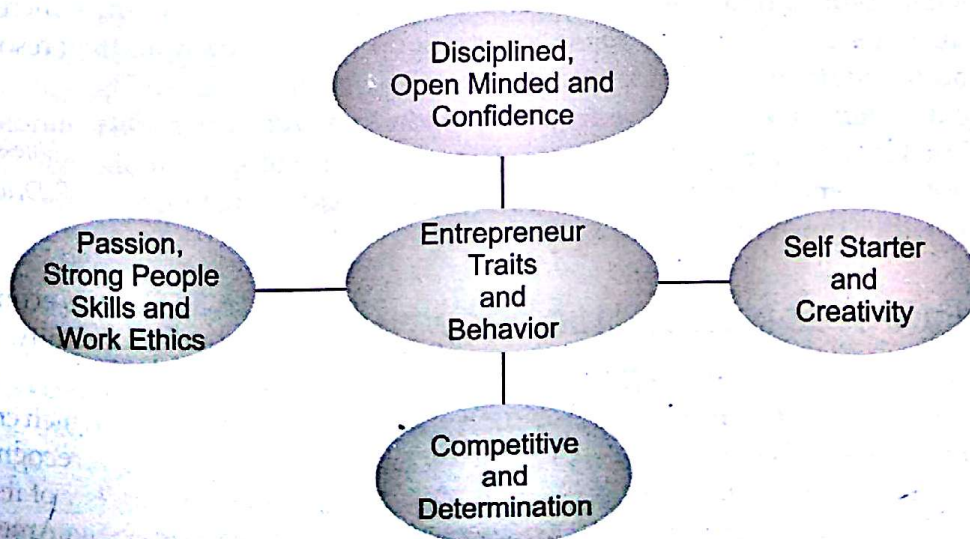 Disciplined,
Open Minded and
Confidence
Passion,
Strong People
Skills and
Work Ethics
Entrepreneur
Traits
and
Behavior
Self Starter
and
Creativity
Competitive
and
Determination